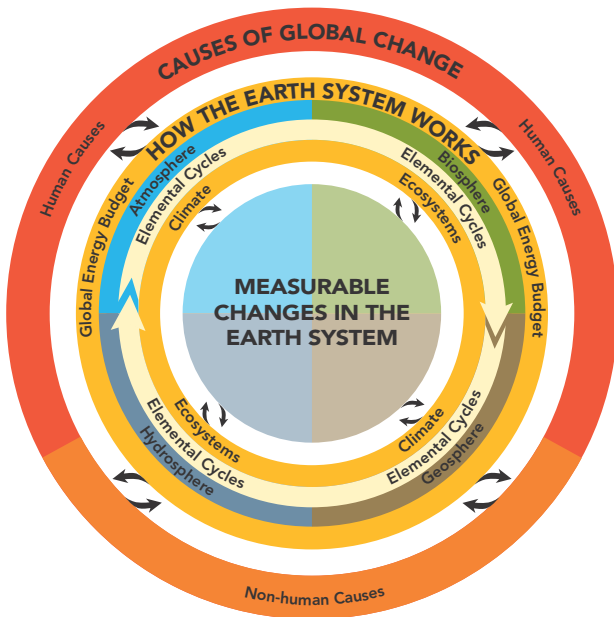 CAUSES OF GLOBAL CHANGE
Human Causes
Human Causes
HOW THE EARTH SYSTEM WORKS
Global Energy Budget
Global Energy Budget
Atmosphere
Biosphere
Elemental Cycles
Elemental Cycles
Climate
Ecosystems
MEASURABLE
CHANGES IN THE
EARTH SYSTEM
Ecosystems
Climate
Elemental Cycles
Elemental Cycles
Hydrosphere
Geosphere
Non-human Causes